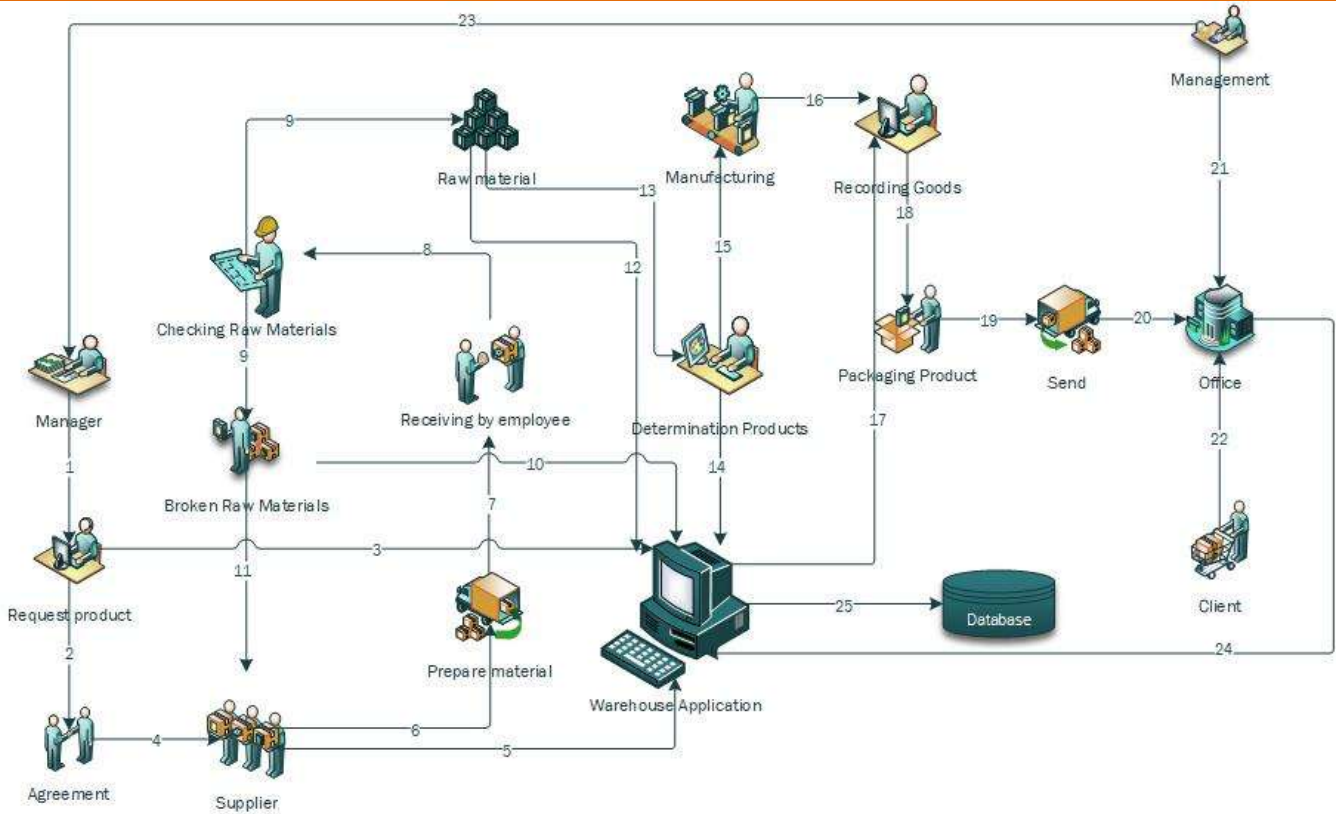 23
Management
9
16
Raw material
Manufacturing
Recording Goods
13
21
18
8
15
12
Checking Raw Materials
9
19
20
Manager
Receiving by employee
Determination Products
Packaging Product
Send
Office
17
22
1
10
14
Broken Raw Materials
7
3
11
Request product
25
Database
Client
2
Prepare material
24
Warehouse Application
6
4
5
Agreement
Supplier